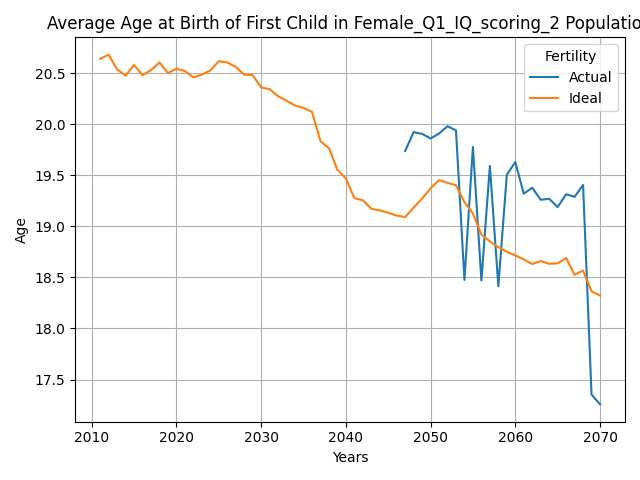 Average Age at Birth of First Child in Female_Q1_IQ_scoring_2 Populatio
Fertility
Actual
Ideal
Age
20.5
20.0
19.5
19.0
18.5
18.0
17.5
2010 2020 2030 2040 2050 2060 2070
Years